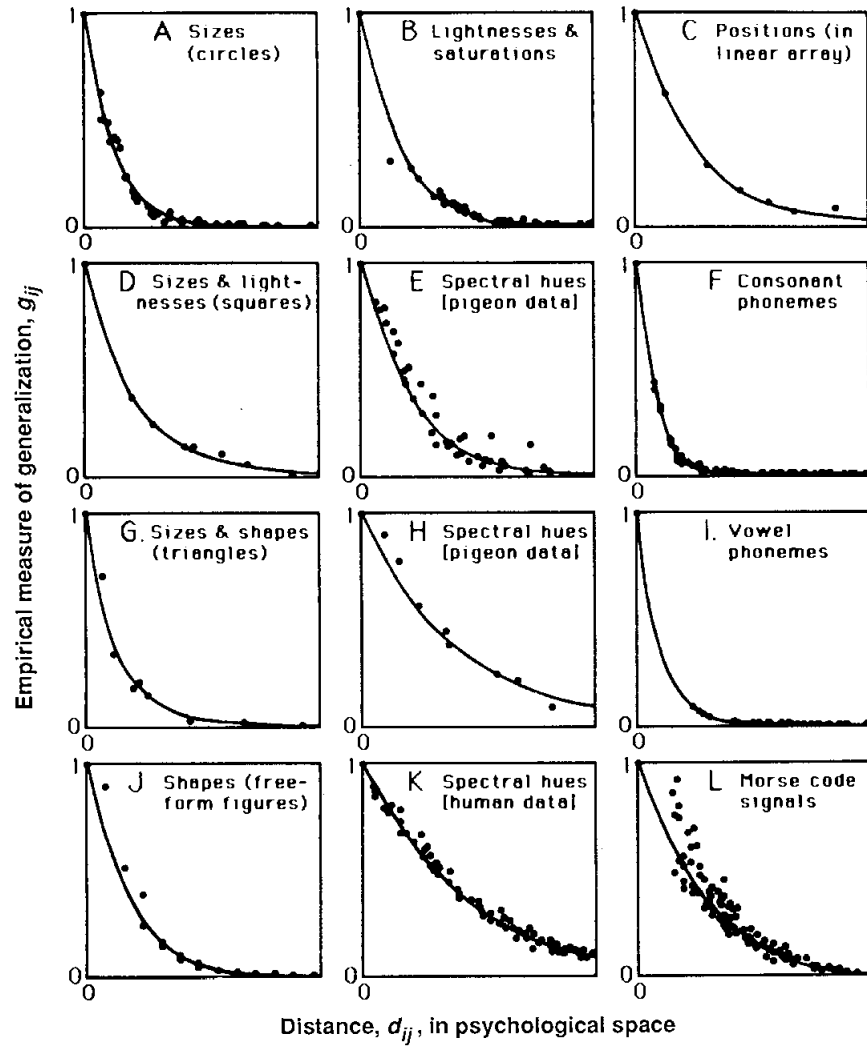 Empirical measure of generalization, gij
1
A Sizes
(circles)
0
0
B Lightnesses &
saturations
0
0
1
C Positions (in
linear array)
0
0
1
D Sizes & light-
nesses (squares)
0
0
1
E Spectral hues
[pigeon data]
0
0
1
F Consonant
phonemes
0
0
1
G. Sizes & shapes
(triangles)
0
0
1
H Spectral hues
[pigeon data]
0
0
1
I. Vowel
phonemes
0
0
1
J Shapes (free-
form figures)
0
0
1
K Spectral hues
[human data]
0
0
1
L Morse code
signals
0
0
Distance, dij, in psychological space